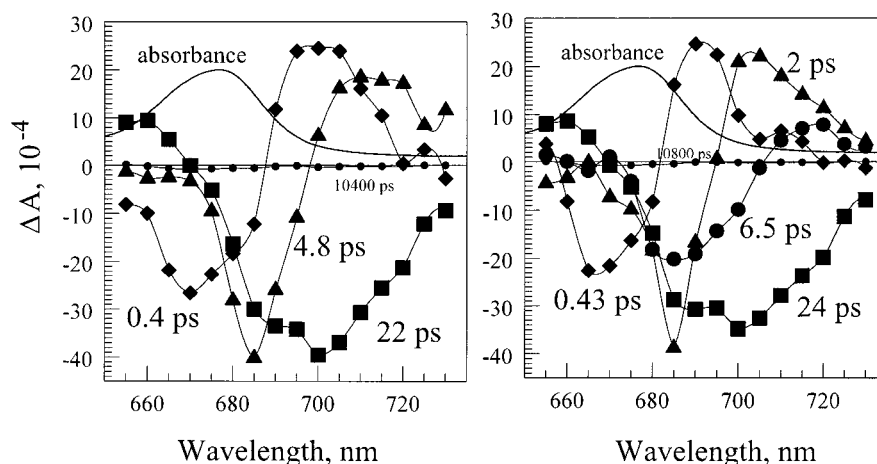 30
20
10
0
-10
-20
-30
-40
ΔA, 10⁻⁴
absorbance
10400 ps
4.8 ps
0.4 ps
22 ps
660 680 700 720
Wavelength, nm
30
20
10
0
-10
-20
-30
-40
absorbance
2 ps
10800 ps
6.5 ps
0.43 ps
24 ps
660 680 700 720
Wavelength, nm